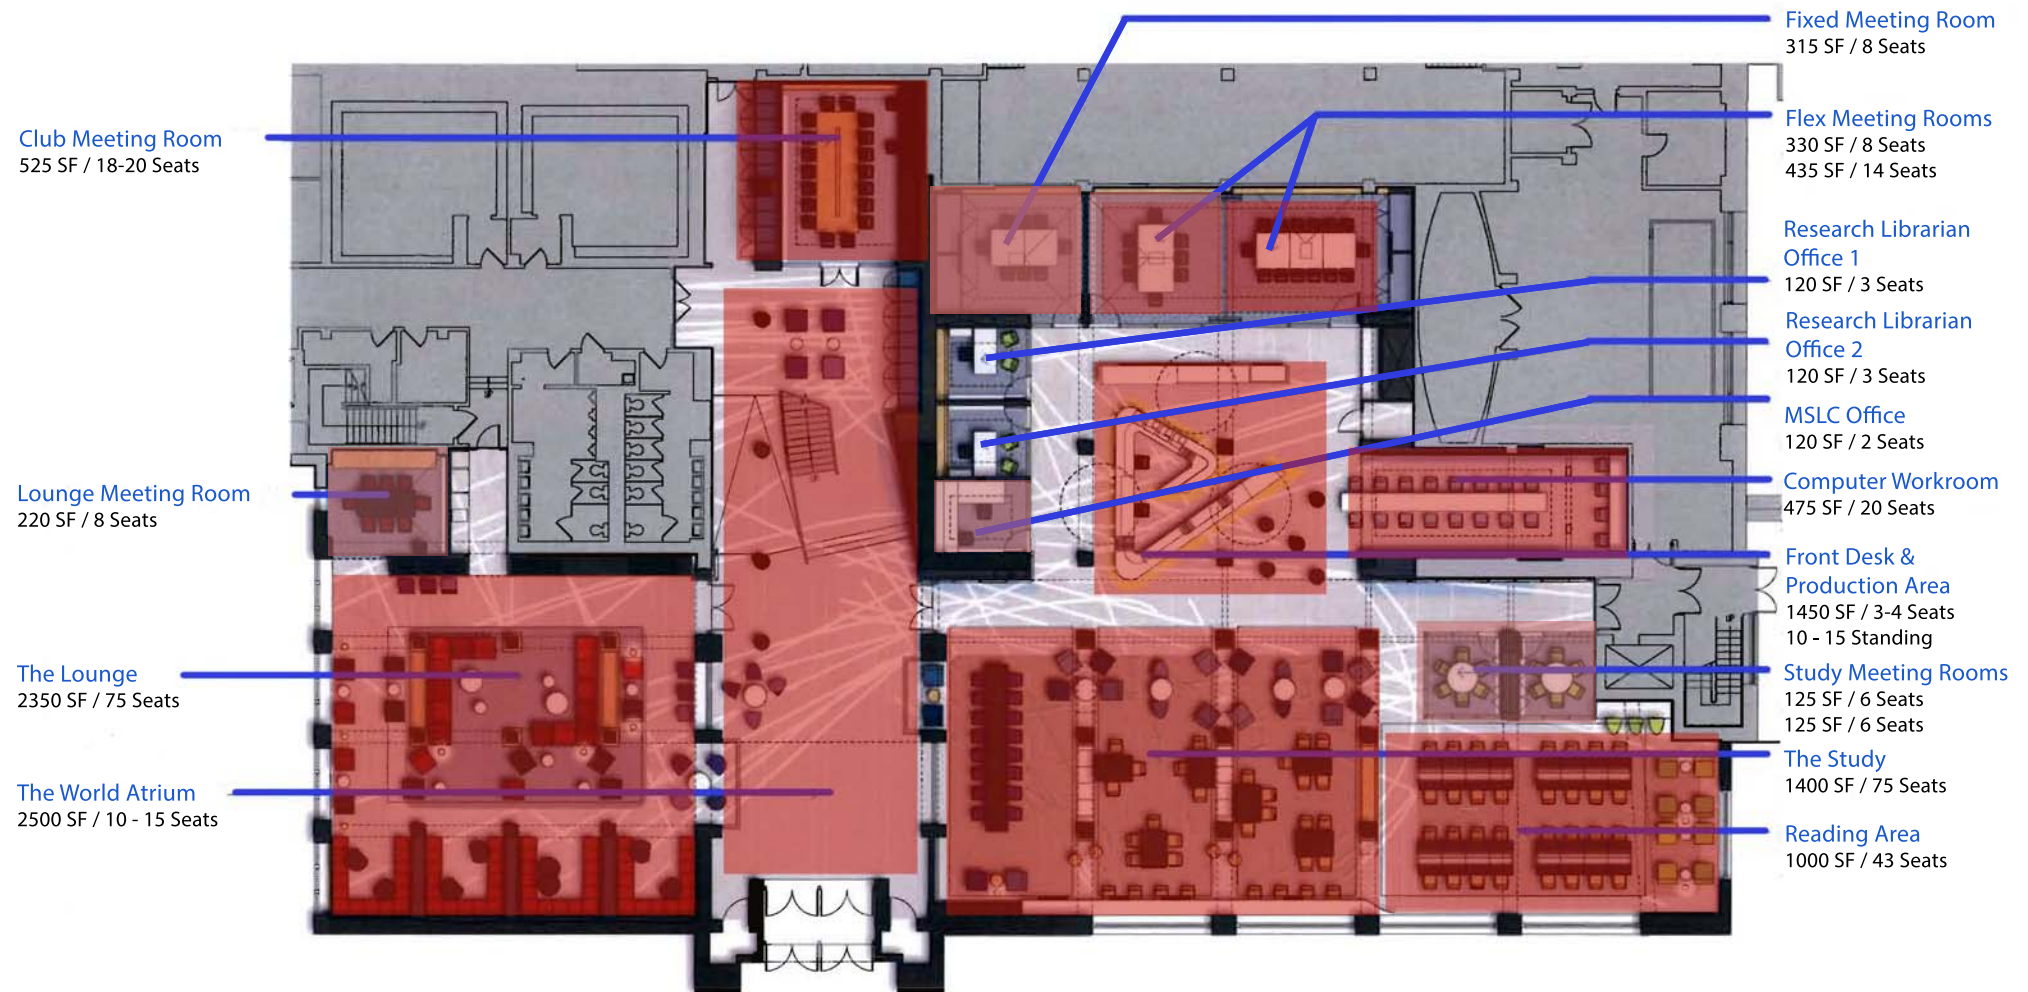 Club Meeting Room
525 SF / 18-20 Seats
Lounge Meeting Room
220 SF / 8 Seats
The Lounge
2350 SF / 75 Seats
The World Atrium
2500 SF / 10 - 15 Seats
Fixed Meeting Room
315 SF / 8 Seats
Flex Meeting Rooms
330 SF / 8 Seats
435 SF / 14 Seats
Research Librarian
Office 1
120 SF / 3 Seats
Research Librarian
Office 2
120 SF / 3 Seats
MSLC Office
120 SF / 2 Seats
Computer Workroom
475 SF / 20 Seats
Front Desk &
Production Area
1450 SF / 3-4 Seats
10 - 15 Standing
Study Meeting Rooms
125 SF / 6 Seats
125 SF / 6 Seats
The Study
1400 SF / 75 Seats
Reading Area
1000 SF / 43 Seats